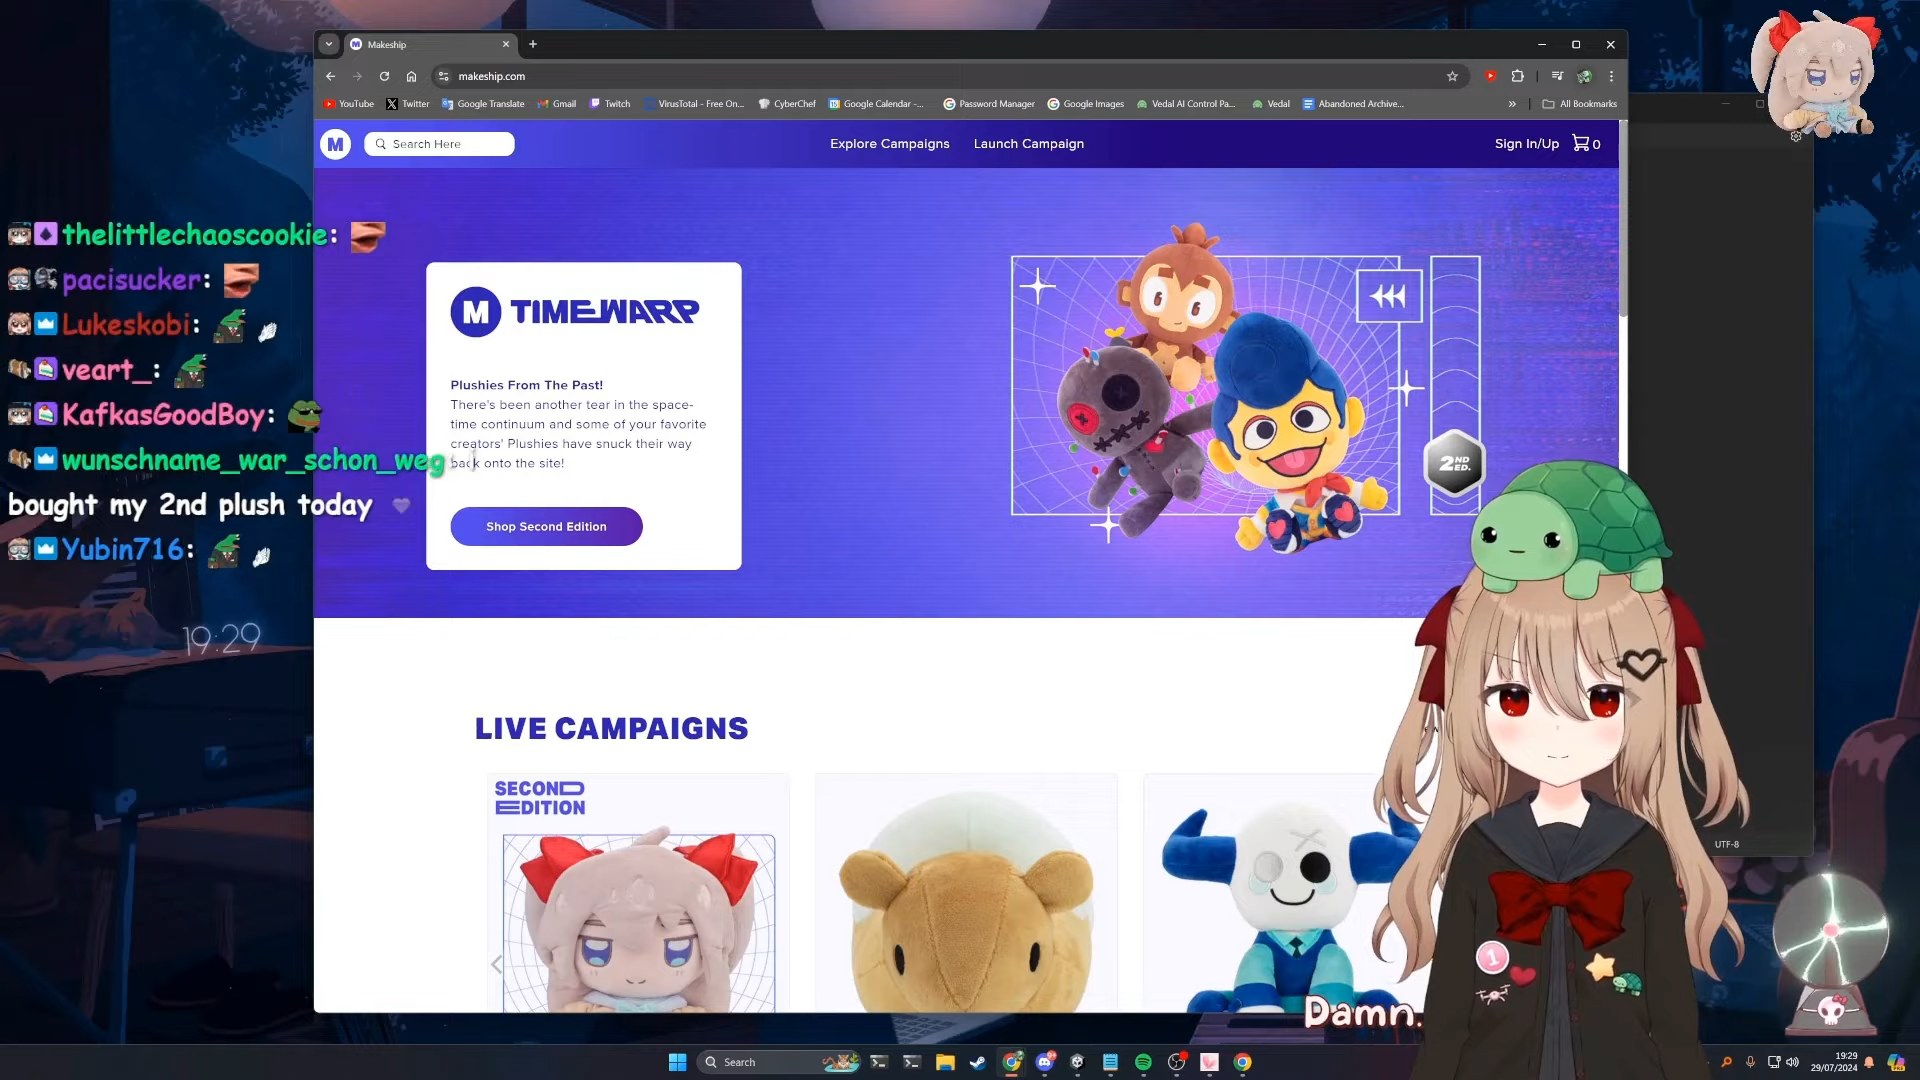 Makeship
makeship.com
YouTube
Twitter
Google Translate
Gmail
Twitch
VirusTotal - Free On...
CyberChef
Google Calendar -...
Password Manager
Google Images
Vedal AI Control Pa...
Vedal
Abandoned Archive...
»
All Bookmarks
M
Search Here
Explore Campaigns
Launch Campaign
Sign In/Up
0
thelittlechaoscookie:
pacisucker:
Lukeskobi:
veart_:
KafkasGoodBoy:
wunschname_war_schon_weg
bought my 2nd plush today
Yubin716:
19:29
M TIMEWARP
Plushies From The Past!
There's been another tear in the space-
time continuum and some of your favorite
creators' Plushies have snuck their way
back onto the site!
Shop Second Edition
2ND
ED.
LIVE CAMPAIGNS
SECOND
EDITION
UTF-8
1
Damn.
Search
19:29
29/07/2024